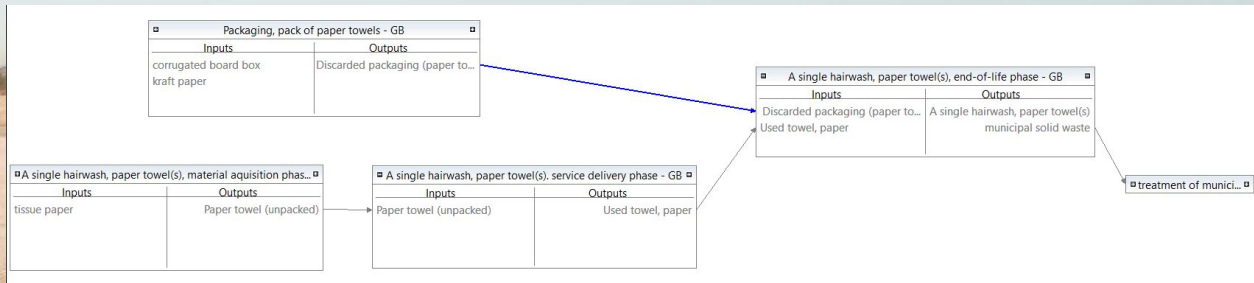 Packaging, pack of paper towels - GB
Inputs Outputs
corrugated board box Discarded packaging (paper to...
kraft paper
A single hairwash, paper towel(s), end-of-life phase - GB
Inputs Outputs
Discarded packaging (paper to... A single hairwash, paper towel(s)
Used towel, paper municipal solid waste
A single hairwash, paper towel(s), material aquisition phas...
Inputs Outputs
tissue paper Paper towel (unpacked)
A single hairwash, paper towel(s). service delivery phase - GB
Inputs Outputs
Paper towel (unpacked) Used towel, paper
treatment of munici...